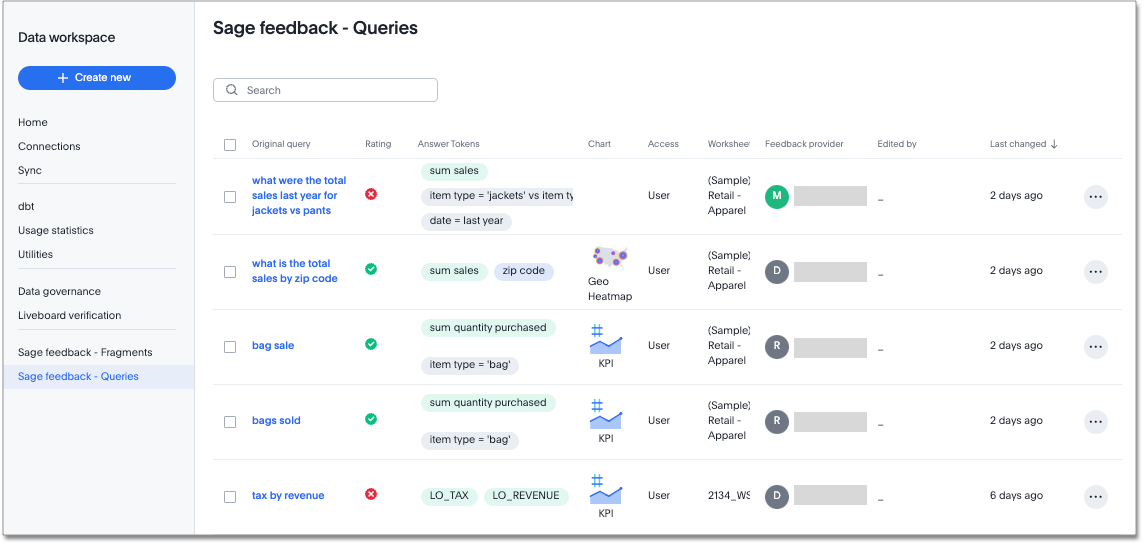 Data workspace
Create new
Home
Connections
Sync
dbt
Usage statistics
Utilities
Data governance
Liveboard verification
Sage feedback - Fragments
Sage feedback - Queries
Sage feedback - Queries
Search
Original query Rating Answer Tokens Chart Access Worksheet Feedback provider Edited by Last changed
what were the total
sales last year for
jackets vs pants
sum sales
item type = 'jackets' vs item ty
date = last year
User
(Sample)
Retail -
Apparel
M
–
2 days ago
what is the total
sales by zip code
sum sales zip code
Geo
Heatmap
User
(Sample)
Retail -
Apparel
D
–
2 days ago
bag sale
sum quantity purchased
item type = 'bag'
KPI
User
(Sample)
Retail -
Apparel
R
–
2 days ago
bags sold
sum quantity purchased
item type = 'bag'
KPI
User
(Sample)
Retail -
Apparel
R
–
2 days ago
tax by revenue
LO_TAX LO_REVENUE
KPI
User
2134_WS
D
–
6 days ago